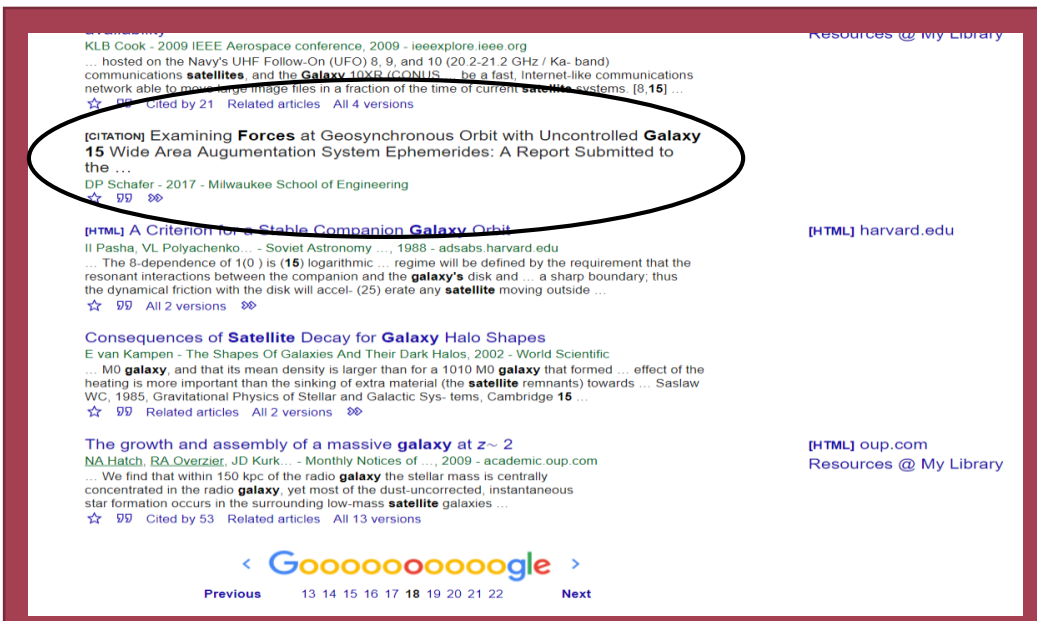 availability
Resources @ My Library
KLB Cook - 2009 IEEE Aerospace conference, 2009 - ieeexplore.ieee.org
… hosted on the Navy's UHF Follow-On (UFO) 8, 9, and 10 (20.2-21.2 GHz / Ka- band)
communications satellites, and the Galaxy 10XR (CONUS … be a fast, Internet-like communications
network able to move large image files in a fraction of the time of current satellite systems. [8,15] …
Cited by 21 Related articles All 4 versions
[CITATION] Examining Forces at Geosynchronous Orbit with Uncontrolled Galaxy
15 Wide Area Augumentation System Ephemerides: A Report Submitted to
the …
DP Schafer - 2017 - Milwaukee School of Engineering
[HTML] A Criterion for a Stable Companion Galaxy Orbit
[HTML] harvard.edu
II Pasha, VL Polyachenko… - Soviet Astronomy …, 1988 - adsabs.harvard.edu
… The 8-dependence of 1(0 ) is (15) logarithmic … regime will be defined by the requirement that the
resonant interactions between the companion and the galaxy's disk and … a sharp boundary; thus
the dynamical friction with the disk will accel- (25) erate any satellite moving outside …
All 2 versions
Consequences of Satellite Decay for Galaxy Halo Shapes
E van Kampen - The Shapes Of Galaxies And Their Dark Halos, 2002 - World Scientific
… M0 galaxy, and that its mean density is larger than for a 1010 M0 galaxy that formed … effect of the
heating is more important than the sinking of extra material (the satellite remnants) towards … Saslaw
WC, 1985, Gravitational Physics of Stellar and Galactic Sys- tems, Cambridge 15 …
Related articles All 2 versions
The growth and assembly of a massive galaxy at z~ 2
[HTML] oup.com
NA Hatch, RA Overzier, JD Kurk… - Monthly Notices of …, 2009 - academic.oup.com
Resources @ My Library
… We find that within 150 kpc of the radio galaxy the stellar mass is centrally
concentrated in the radio galaxy, yet most of the dust-uncorrected, instantaneous
star formation occurs in the surrounding low-mass satellite galaxies …
Cited by 53 Related articles All 13 versions
< Goooooooooogle >
Previous 13 14 15 16 17 18 19 20 21 22 Next